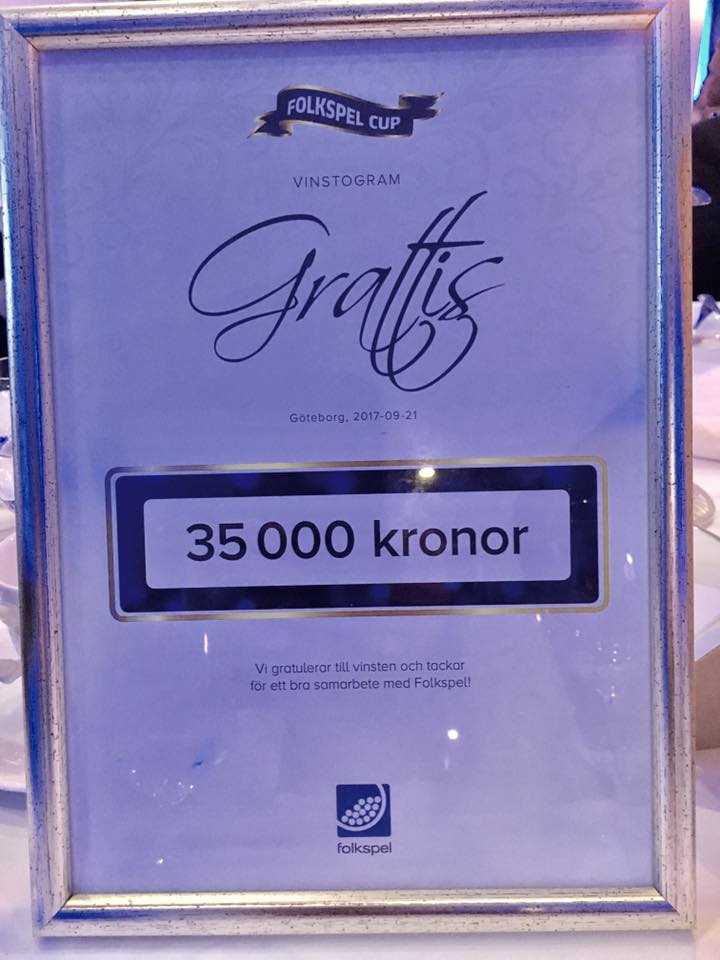 FOLKSPEL CUP
VINSTOGRAM
Grattis
Göteborg, 2017-09-21
35 000 kronor
Vi gratulerar till vinsten och tackar
för ett bra samarbete med Folkspel!
folkspel